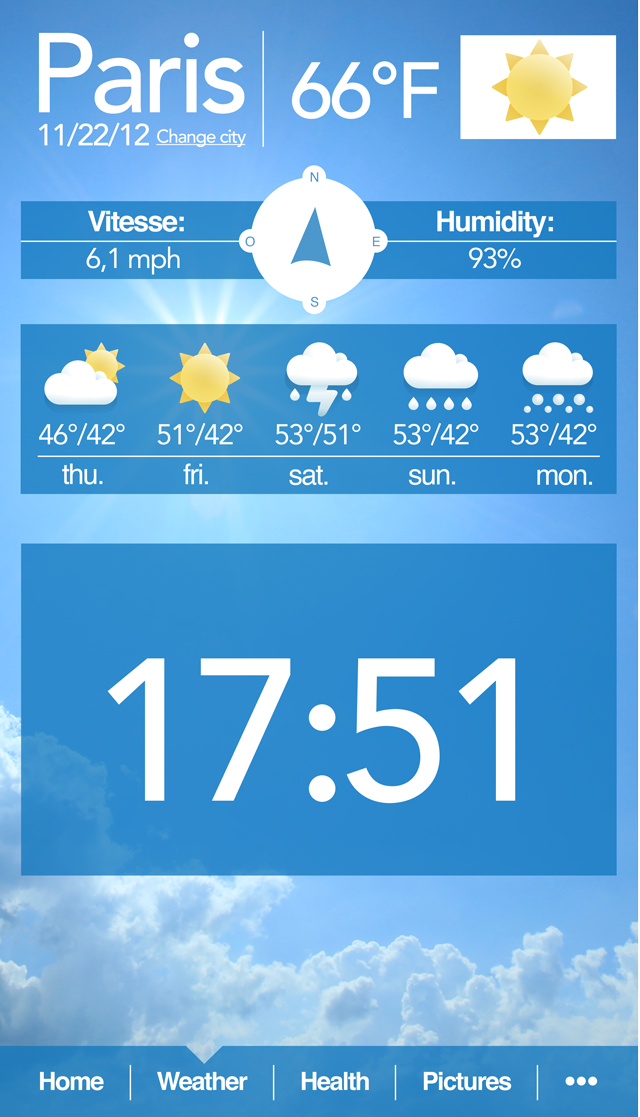 Paris
66°F
11/22/12 Change city
N
Vitesse:
Humidity:
O
E
6,1 mph
93%
S
46°/42° 51°/42° 53°/51° 53°/42° 53°/42°
thu. fri. sat. sun. mon.
17:51
Home Weather Health Pictures •••